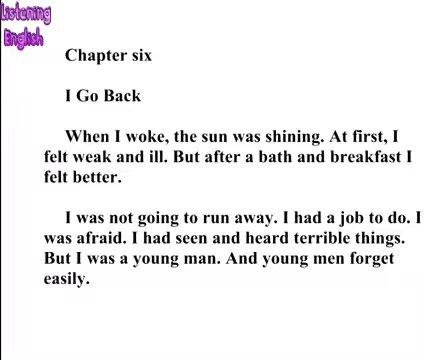 Listening
English
Chapter six
I Go Back
When I woke, the sun was shining. At first, I
felt weak and ill. But after a bath and breakfast I
felt better.
I was not going to run away. I had a job to do. I
was afraid. I had seen and heard terrible things.
But I was a young man. And young men forget
easily.